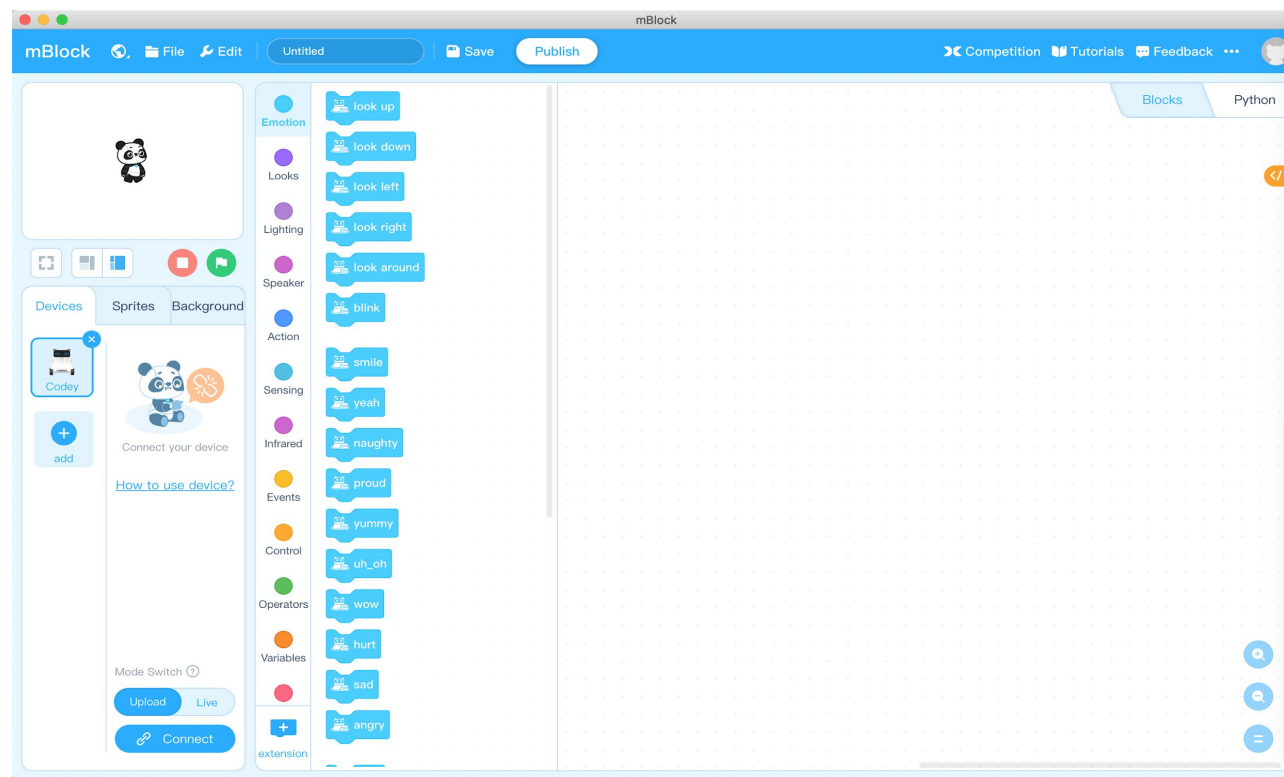 mBlock
mBlock File Edit Untitled Save Publish Competition Tutorials Feedback
Blocks Python
Devices Sprites Background
Codey
add
Connect your device
How to use device?
Mode Switch
Upload Live
Connect
Emotion
Looks
Lighting
Speaker
Action
Sensing
Infrared
Events
Control
Operators
Variables
extension
look up
look down
look left
look right
look around
blink
smile
yeah
naughty
proud
yummy
uh_oh
wow
hurt
sad
angry